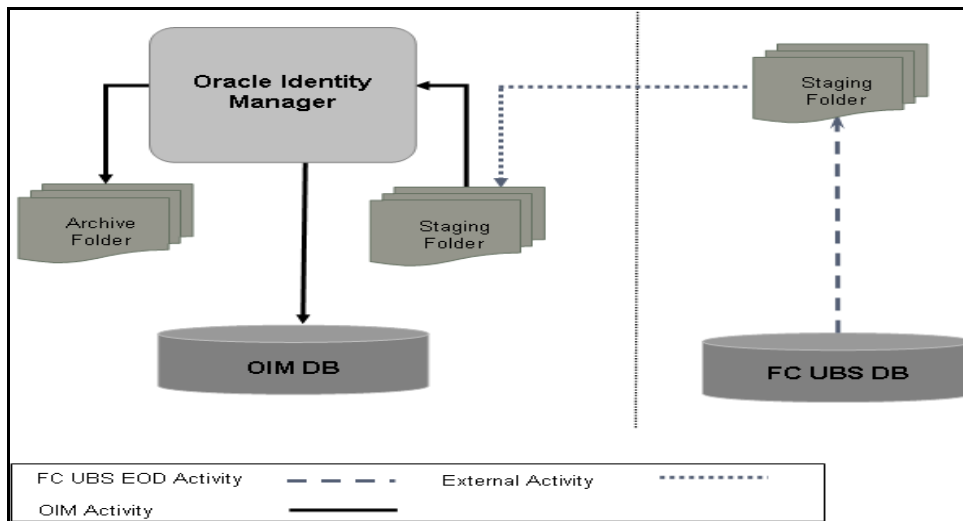 Oracle Identity
Manager
Staging
Folder
Archive
Folder
Staging
Folder
OIM DB
FC UBS DB
FC UBS EOD Activity
External Activity
OIM Activity